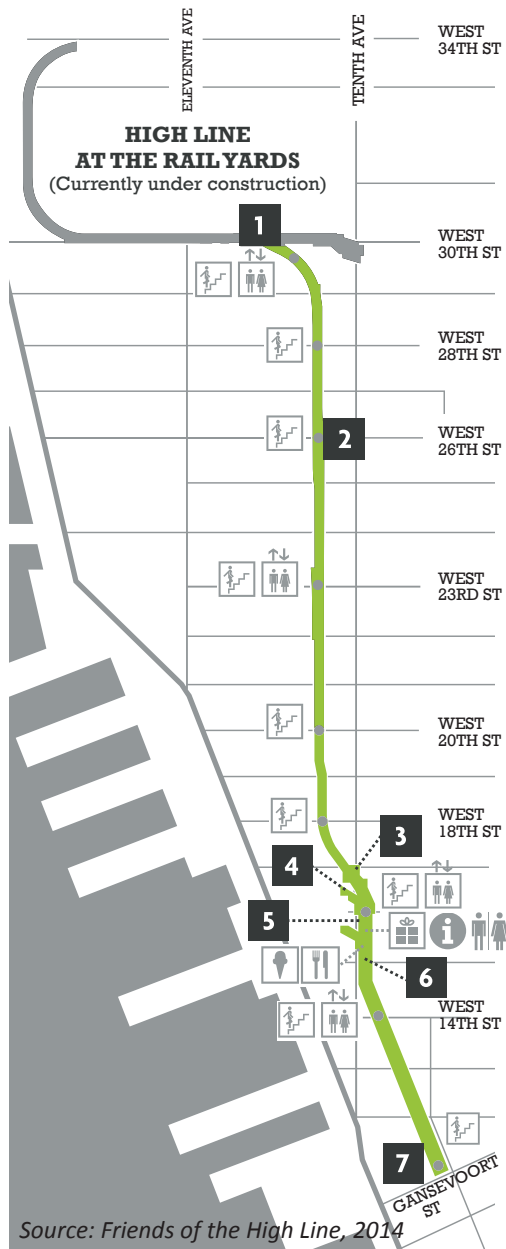 WEST
34TH ST
ELEVENTH AVE
TENTH AVE
HIGH LINE
AT THE RAIL YARDS
(Currently under construction)
1
WEST
30TH ST
WEST
28TH ST
2
WEST
26TH ST
WEST
23RD ST
WEST
20TH ST
WEST
18TH ST
3
4
5
i
6
WEST
14TH ST
7
GANSEVOORT
ST
Source: Friends of the High Line, 2014